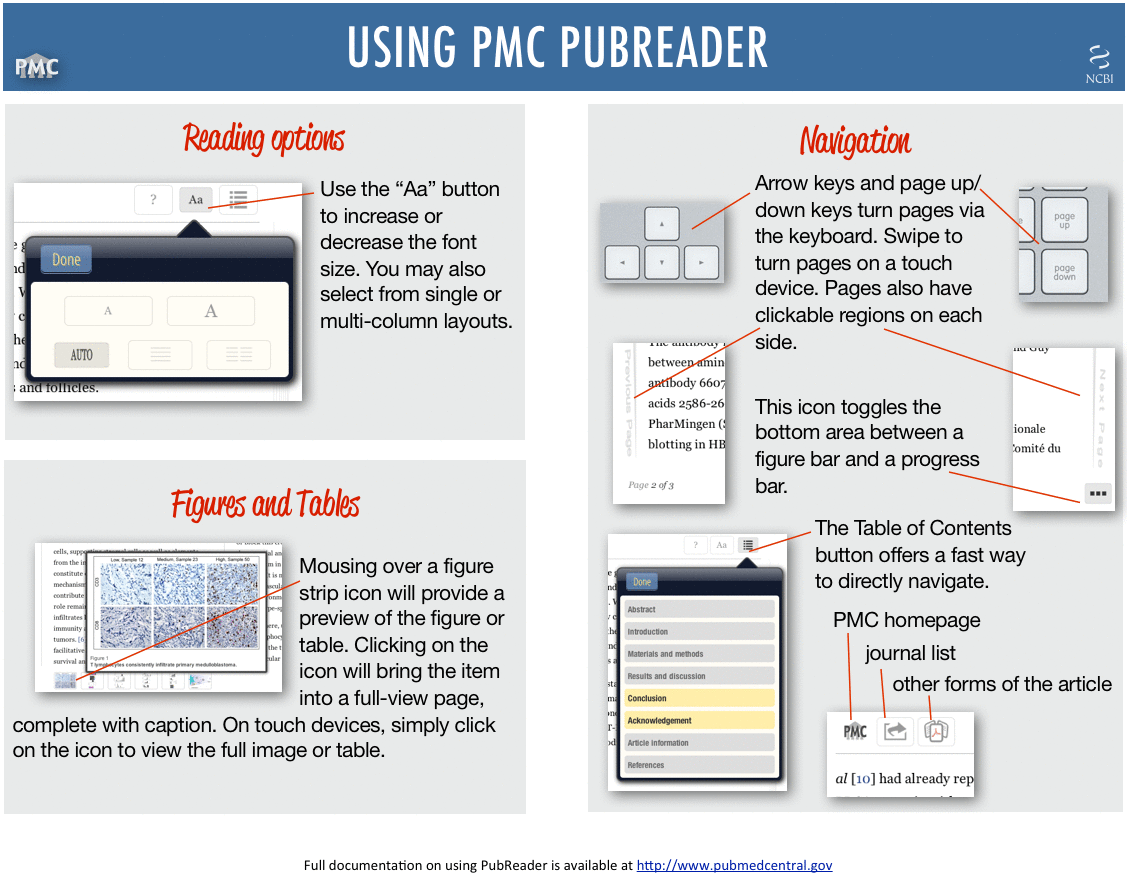 USING PMC PUBREADER
PMC
NCBI
Reading options
?
Aa
Done
A
A
AUTO
s and follicles.
Use the “Aa” button
to increase or
decrease the font
size. You may also
select from single or
multi-column layouts.
Figures and Tables
Low, Sample 12
Medium, Sample 23
High, Sample 50
CD3
CD8
Figure 1
T lymphocytes consistently infiltrate primary medulloblastoma.
Mousing over a figure
strip icon will provide a
preview of the figure or
table. Clicking on the
icon will bring the item
into a full-view page,
complete with caption. On touch devices, simply click
on the icon to view the full image or table.
Navigation
Arrow keys and page up/
down keys turn pages via
the keyboard. Swipe to
turn pages on a touch
device. Pages also have
clickable regions on each
side.
page
up
page
down
Previous Page
The antibody
between amin
antibody 6607
acids 2586-26
PharMingen (S
blotting in HB
Page 2 of 3
nd Guy
ionale
Comité du
Next Page
This icon toggles the
bottom area between a
figure bar and a progress
bar.
?
Aa
Done
Abstract
Introduction
Materials and methods
Results and discussion
Conclusion
Acknowledgement
Article Information
References
The Table of Contents
button offers a fast way
to directly navigate.
PMC homepage
journal list
other forms of the article
PMC
al [10] had already rep
Full documentation on using PubReader is available at http://www.pubmedcentral.gov